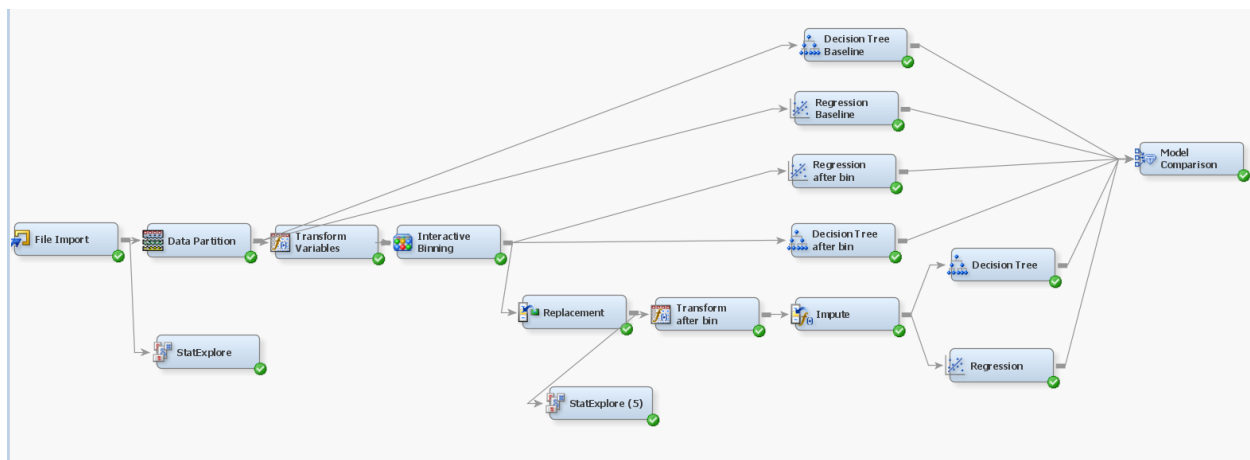 Decision Tree
Baseline
Regression
Baseline
Regression
after bin
Model
Comparison
File Import
Data Partition
Transform
Variables
Interactive
Binning
Decision Tree
after bin
Decision Tree
Replacement
Transform
after bin
Impute
StatExplore
Regression
StatExplore (5)